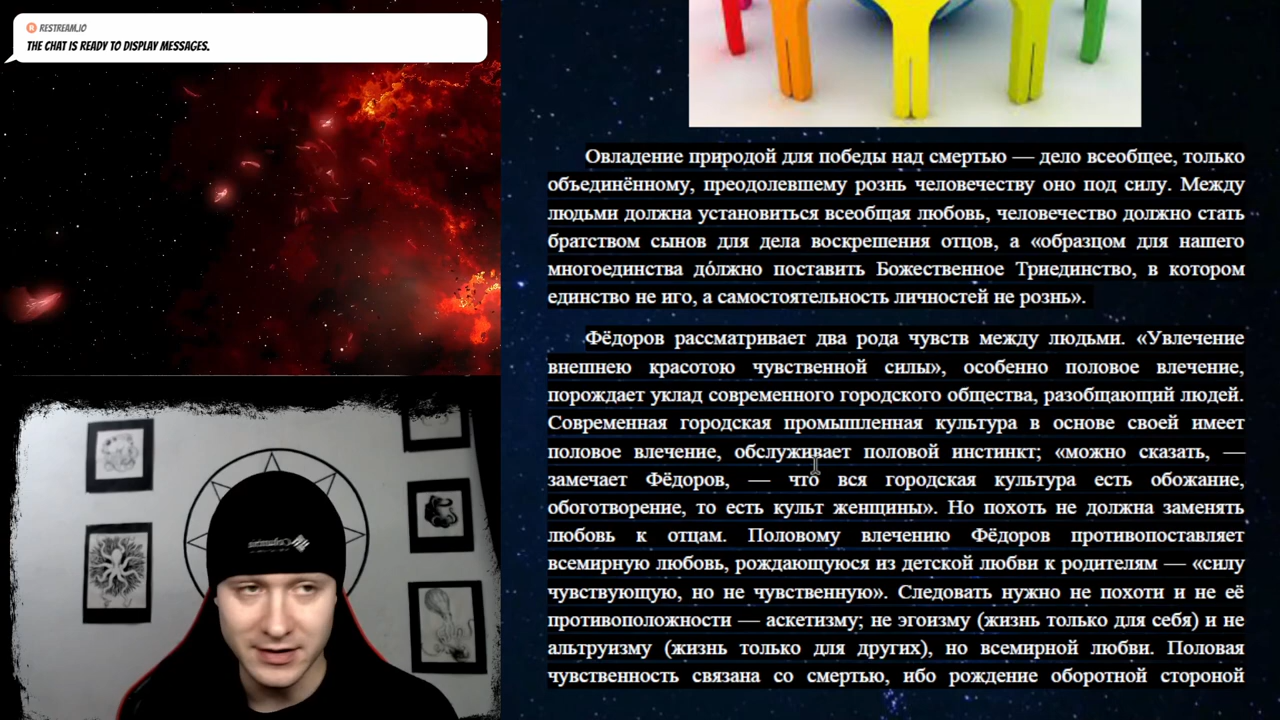 RESTREAM.IO
THE CHAT IS READY TO DISPLAY MESSAGES.
Овладение природой для победы над смертью — дело всеобщее, только
объединённому, преодолевшему рознь человечеству оно под силу. Между
людьми должна установиться всеобщая любовь, человечество должно стать
братством сынов для дела воскрешения отцов, а «образцом для нашего
многоединства до́лжно поставить Божественное Триединство, в котором
единство не иго, а самостоятельность личностей не рознь».
Фёдоров рассматривает два рода чувств между людьми. «Увлечение
внешнею красотою чувственной силы», особенно половое влечение,
порождает уклад современного городского общества, разобщающий людей.
Современная городская промышленная культура в основе своей имеет
половое влечение, обслуживает половой инстинкт; «можно сказать, —
замечает Фёдоров, — что вся городская культура есть обожание,
обоготворение, то есть культ женщины». Но похоть не должна заменять
любовь к отцам. Половому влечению Фёдоров противопоставляет
всемирную любовь, рождающуюся из детской любви к родителям — «силу
чувствующую, но не чувственную». Следовать нужно не похоти и не её
противоположности — аскетизму; не эгоизму (жизнь только для себя) и не
альтруизму (жизнь только для других), но всемирной любви. Половая
чувственность связана со смертью, ибо рождение оборотной стороной